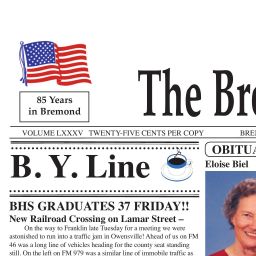 85 Years
in Bremond
The Bre
VOLUME LXXXV TWENTY-FIVE CENTS PER COPY BRE
B. Y. Line
BHS GRADUATES 37 FRIDAY!!
New Railroad Crossing on Lamar Street –
On the way to Franklin late Tuesday for a meeting we were
astonished to run into a traffic jam in Owensville! Ahead of us on FM
46 was a long line of vehicles heading for the county seat standing
still. On the left on FM 979 was a similar line of immobile traffic as
OBITUA
Eloise Biel